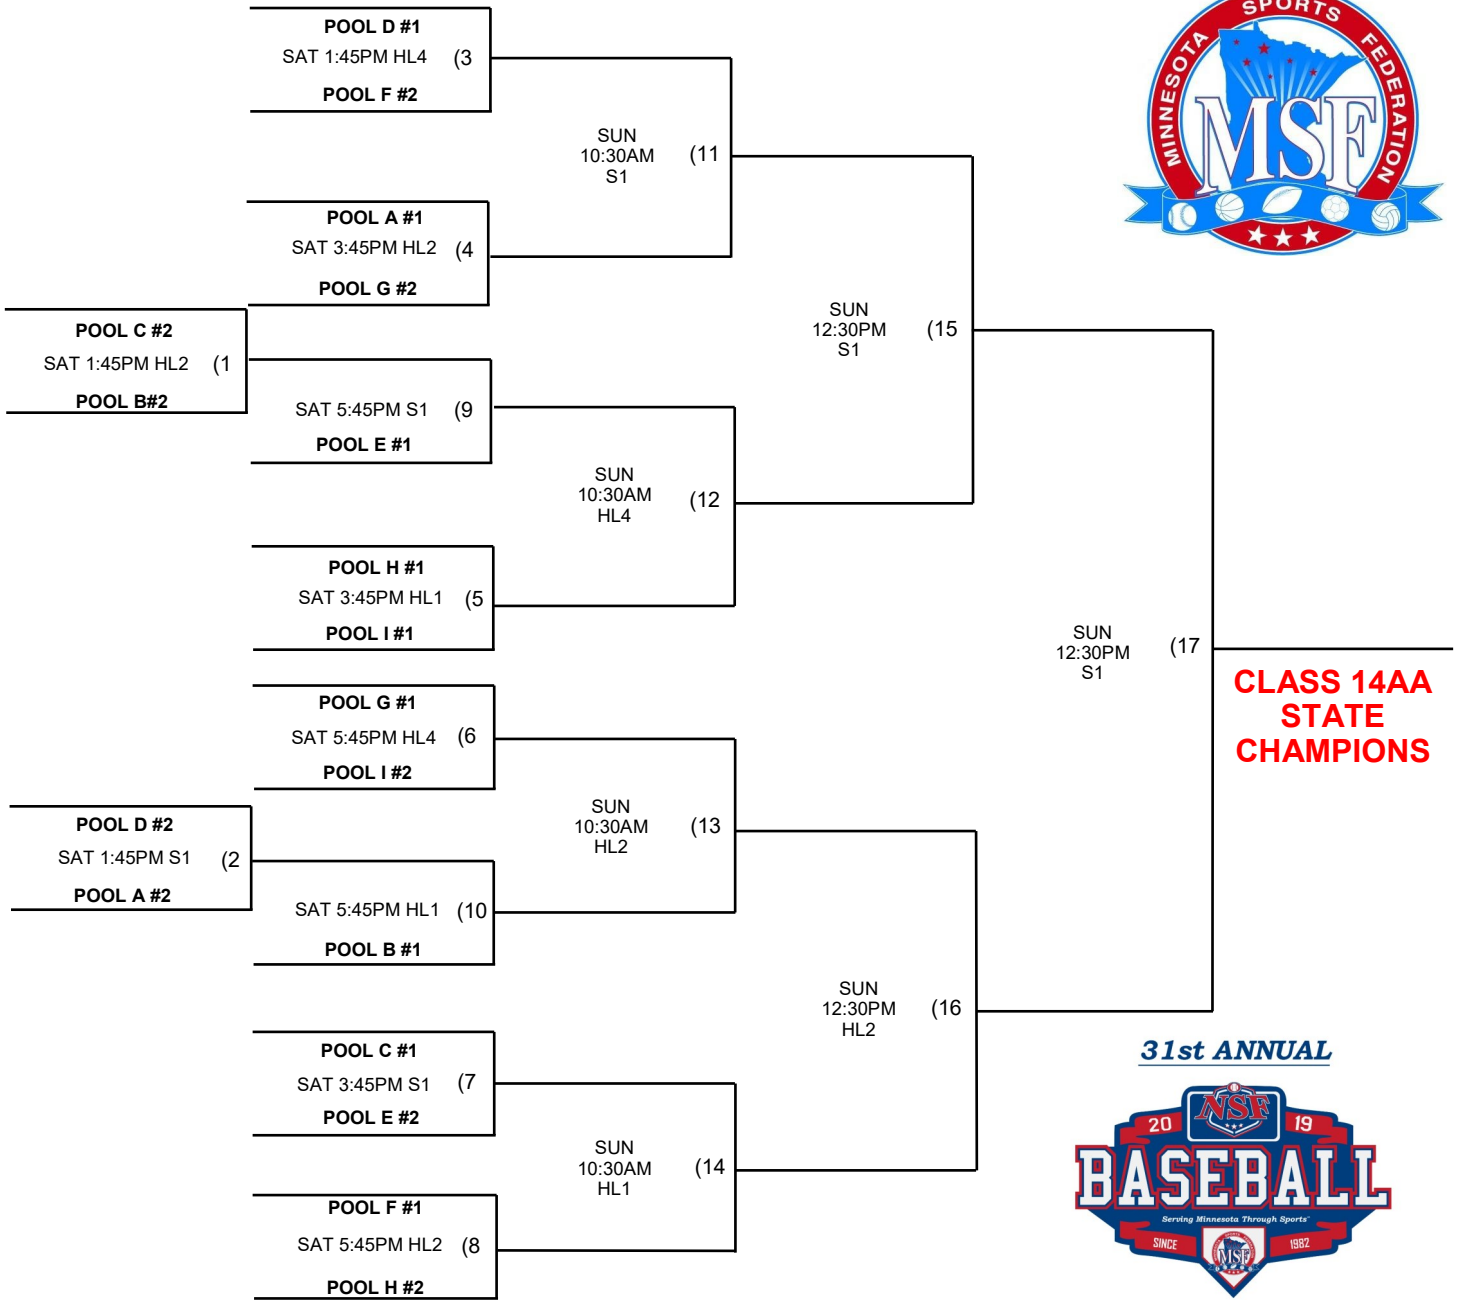 MINNESOTA SPORTS FEDERATION
MSF
POOL D #1
SAT 1:45PM HL4 (3
POOL F #2
SUN
10:30AM (11
S1
POOL A #1
SAT 3:45PM HL2 (4
POOL G #2
SUN
12:30PM (15
S1
POOL C #2
SAT 1:45PM HL2 (1
POOL B#2
SAT 5:45PM S1 (9
POOL E #1
SUN
10:30AM (12
HL4
POOL H #1
SAT 3:45PM HL1 (5
POOL I #1
SUN
12:30PM (17
S1
CLASS 14AA
STATE
CHAMPIONS
POOL G #1
SAT 5:45PM HL4 (6
POOL I #2
SUN
10:30AM (13
HL2
POOL D #2
SAT 1:45PM S1 (2
POOL A #2
SAT 5:45PM HL1 (10
POOL B #1
SUN
12:30PM (16
HL2
POOL C #1
SAT 3:45PM S1 (7
POOL E #2
SUN
10:30AM (14
HL1
POOL F #1
SAT 5:45PM HL2 (8
POOL H #2
31st ANNUAL
NSF
20 19
BASEBALL
Serving Minnesota Through Sports
SINCE 1982
MSF